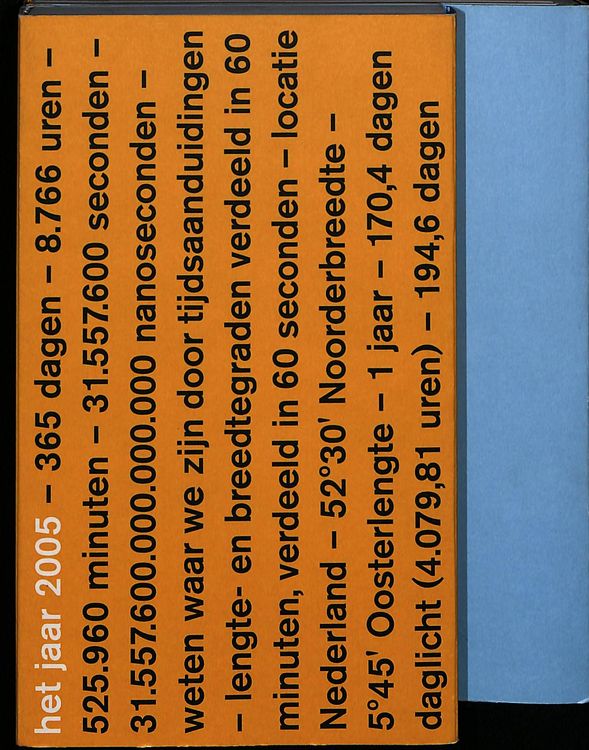 het jaar 2005 – 365 dagen – 8.766 uren –
525.960 minuten – 31.557.600 seconden –
31.557.600.000.000.000 nanoseconden –
weten waar we zijn door tijdsaanduidingen
– lengte- en breedtegraden verdeeld in 60
minuten, verdeeld in 60 seconden – locatie
Nederland – 52°30' Noorderbreedte –
5°45' Oosterlengte – 1 jaar – 170,4 dagen
daglicht (4.079,81 uren) – 194,6 dagen